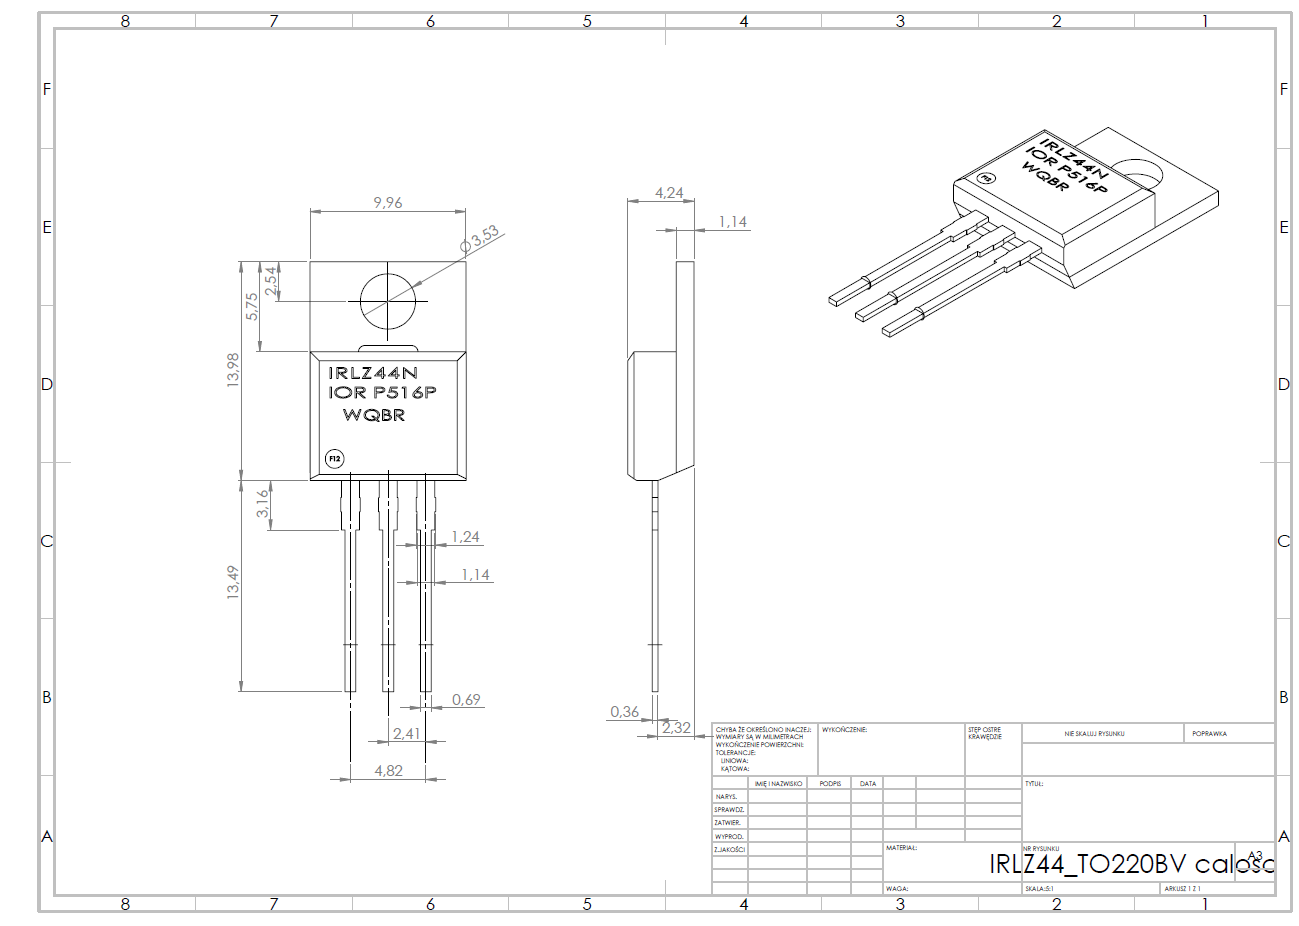 8 7 6 5 4 3 2 1
F F
E E
D D
C C
B B
A A
9,96
Ø3,53
2,54
5,75
13,98
IRLZ44N
IOR P516P
WQBR
F12
3,16
13,49
1,24
1,14
0,69
2,41
4,82
4,24
1,14
0,36
2,32
IRLZ44N
IOR P516P
WQBR
F12
CHYBA ŻE OKREŚLONO INACZEJ:
WYMIARY SĄ W MILIMETRACH
WYKOŃCZENIE POWIERZCHNI:
TOLERANCJE:
LINIOWA:
KĄTOWA:
WYKOŃCZENIE:
STĘP OSTRE
KRAWĘDZIE
NIE SKALUJ RYSUNKU
POPRAWKA
IMIĘ I NAZWISKO PODPIS DATA
TYTUŁ:
NARYS.
SPRAWDZ.
ZATWIER.
WYPROD.
Z.JAKOŚCI
MATERIAŁ:
NR RYSUNKU
A3
IRLZ44_TO220BV calosc
WAGA:
SKALA:5:1
ARKUSZ 1 Z 1
8 7 6 5 4 3 2 1